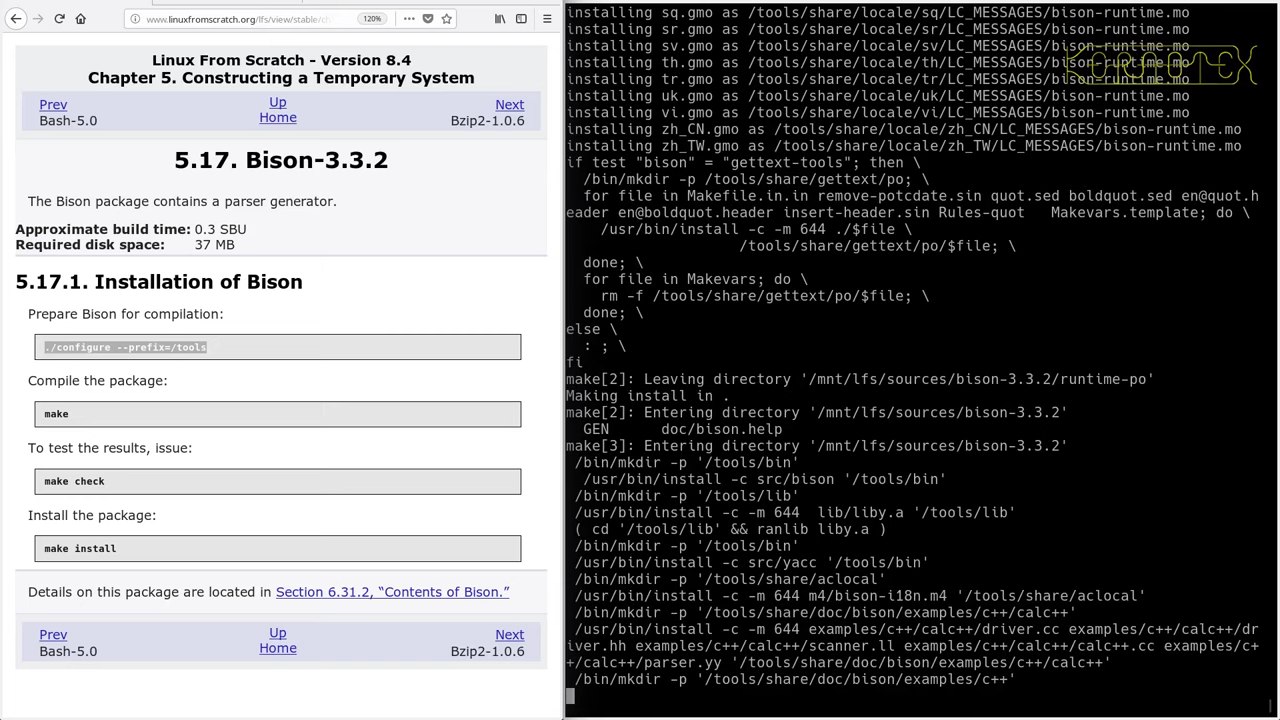 www.linuxfromscratch.org/lfs/view/stable/ch
120%
Linux From Scratch - Version 8.4
Chapter 5. Constructing a Temporary System
Prev
Up
Next
Bash-5.0
Home
Bzip2-1.0.6
5.17. Bison-3.3.2
The Bison package contains a parser generator.
Approximate build time: 0.3 SBU
Required disk space: 37 MB
5.17.1. Installation of Bison
Prepare Bison for compilation:
./configure --prefix=/tools
Compile the package:
make
To test the results, issue:
make check
Install the package:
make install
Details on this package are located in Section 6.31.2, “Contents of Bison.”
Prev
Up
Next
Bash-5.0
Home
Bzip2-1.0.6
installing sq.gmo as /tools/share/locale/sq/LC_MESSAGES/bison-runtime.mo
installing sr.gmo as /tools/share/locale/sr/LC_MESSAGES/bison-runtime.mo
installing sv.gmo as /tools/share/locale/sv/LC_MESSAGES/bison-runtime.mo
installing th.gmo as /tools/share/locale/th/LC_MESSAGES/bison-runtime.mo
installing tr.gmo as /tools/share/locale/tr/LC_MESSAGES/bison-runtime.mo
installing uk.gmo as /tools/share/locale/uk/LC_MESSAGES/bison-runtime.mo
installing vi.gmo as /tools/share/locale/vi/LC_MESSAGES/bison-runtime.mo
installing zh_CN.gmo as /tools/share/locale/zh_CN/LC_MESSAGES/bison-runtime.mo
installing zh_TW.gmo as /tools/share/locale/zh_TW/LC_MESSAGES/bison-runtime.mo
if test "bison" = "gettext-tools"; then \
  /bin/mkdir -p /tools/share/gettext/po; \
  for file in Makefile.in.in remove-potcdate.sin quot.sed boldquot.sed en@quot.h
eader en@boldquot.header insert-header.sin Rules-quot   Makevars.template; do \
    /usr/bin/install -c -m 644 ./$file \
                    /tools/share/gettext/po/$file; \
  done; \
  for file in Makevars; do \
    rm -f /tools/share/gettext/po/$file; \
  done; \
else \
  : ; \
fi
make[2]: Leaving directory '/mnt/lfs/sources/bison-3.3.2/runtime-po'
Making install in .
make[2]: Entering directory '/mnt/lfs/sources/bison-3.3.2'
  GEN      doc/bison.help
make[3]: Entering directory '/mnt/lfs/sources/bison-3.3.2'
 /bin/mkdir -p '/tools/bin'
  /usr/bin/install -c src/bison '/tools/bin'
 /bin/mkdir -p '/tools/lib'
 /usr/bin/install -c -m 644  lib/liby.a '/tools/lib'
 ( cd '/tools/lib' && ranlib liby.a )
 /bin/mkdir -p '/tools/bin'
 /usr/bin/install -c src/yacc '/tools/bin'
 /bin/mkdir -p '/tools/share/aclocal'
 /usr/bin/install -c -m 644 m4/bison-i18n.m4 '/tools/share/aclocal'
 /bin/mkdir -p '/tools/share/doc/bison/examples/c++/calc++'
 /usr/bin/install -c -m 644 examples/c++/calc++/driver.cc examples/c++/calc++/dr
iver.hh examples/c++/calc++/scanner.ll examples/c++/calc++/calc++.cc examples/c+
+/calc++/parser.yy '/tools/share/doc/bison/examples/c++/calc++'
 /bin/mkdir -p '/tools/share/doc/bison/examples/c++'